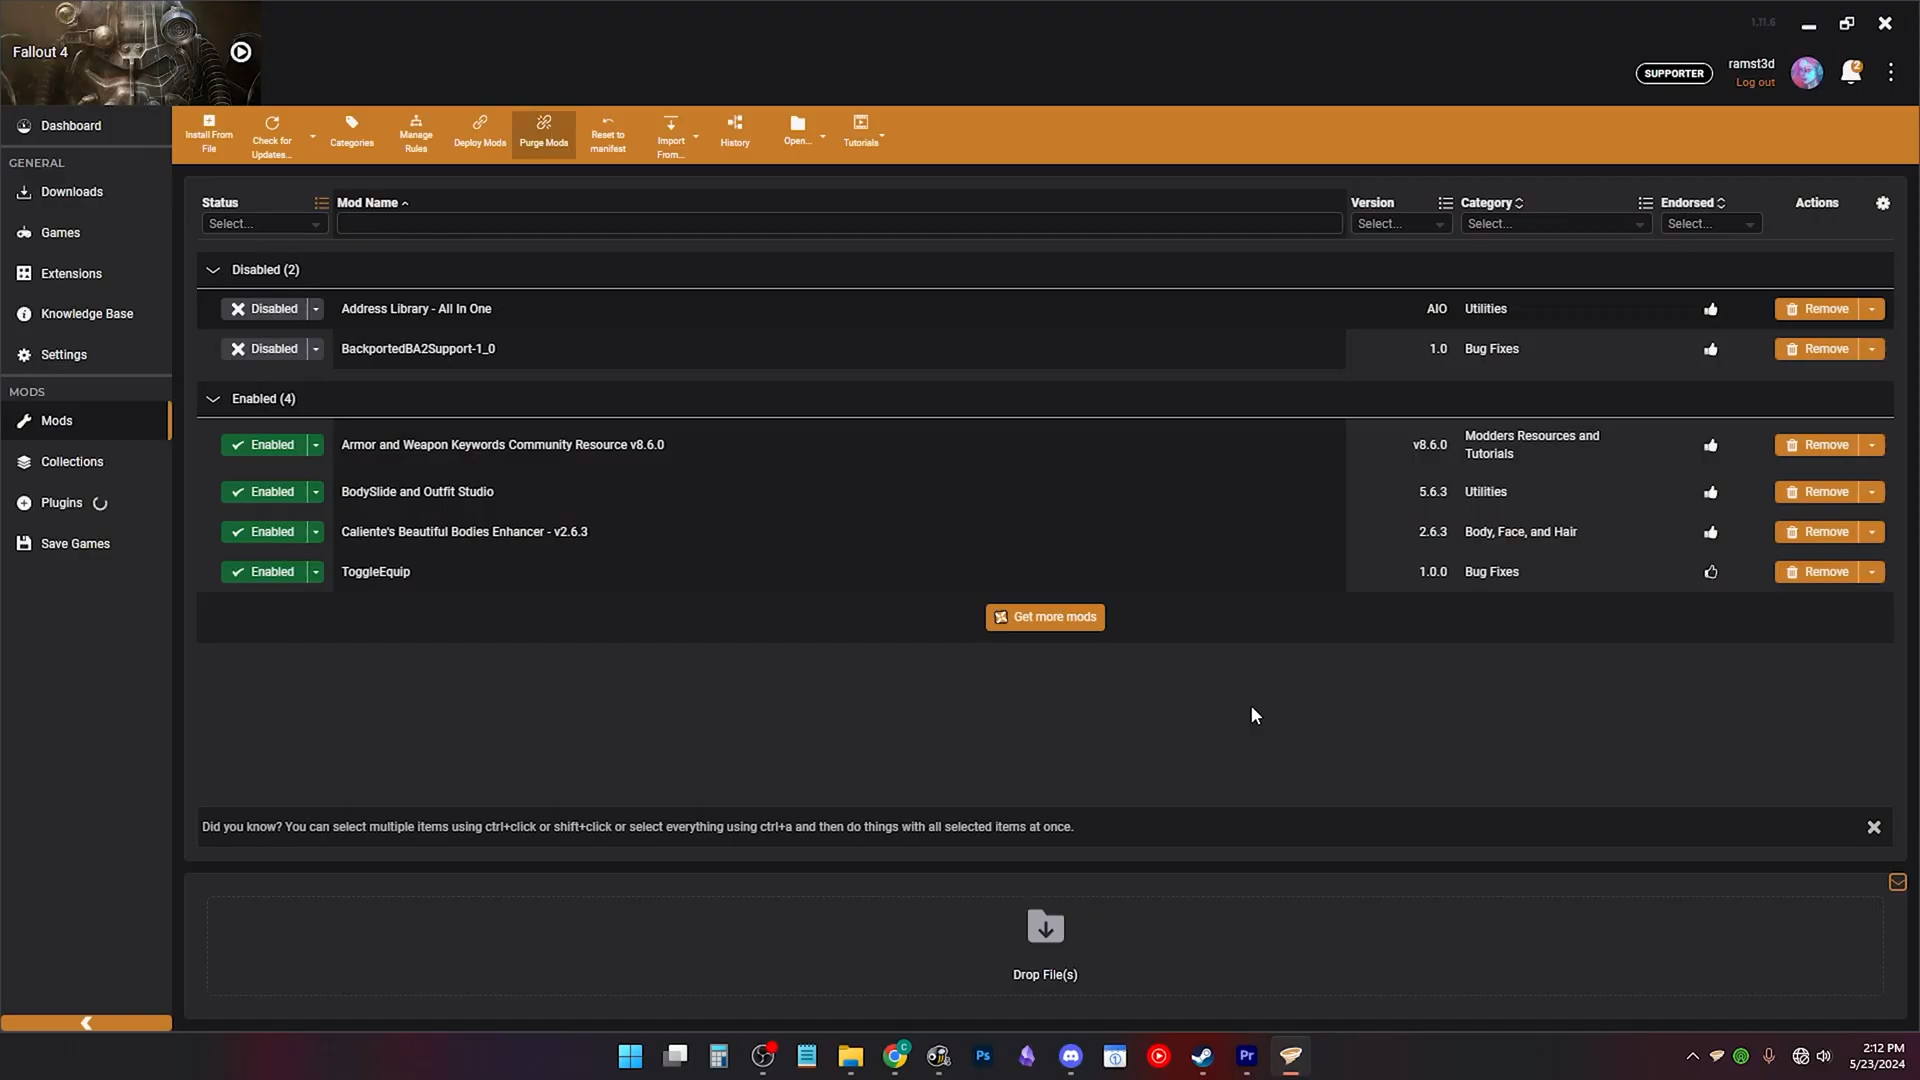 1.11.6
Fallout 4
SUPPORTER
ramst3d
Log out
2
Dashboard
GENERAL
Downloads
Games
Extensions
Knowledge Base
Settings
MODS
Mods
Collections
Plugins
Save Games
Install From
File
Check for
Updates...
Categories
Manage
Rules
Deploy Mods
Purge Mods
Reset to
manifest
Import
From...
History
Open...
Tutorials
Status
Mod Name
Version
Category
Endorsed
Actions
Select...
Select...
Select...
Select...
Disabled (2)
Disabled Address Library - All In One AIO Utilities Remove
Disabled BackportedBA2Support-1_0 1.0 Bug Fixes Remove
Enabled (4)
Enabled Armor and Weapon Keywords Community Resource v8.6.0 v8.6.0 Modders Resources and
Tutorials
Remove
Enabled BodySlide and Outfit Studio 5.6.3 Utilities Remove
Enabled Caliente's Beautiful Bodies Enhancer - v2.6.3 2.6.3 Body, Face, and Hair Remove
Enabled ToggleEquip 1.0.0 Bug Fixes Remove
Get more mods
Did you know? You can select multiple items using ctrl+click or shift+click or select everything using ctrl+a and then do things with all selected items at once.
Drop File(s)
C
Ps
Pr
2:12 PM
5/23/2024